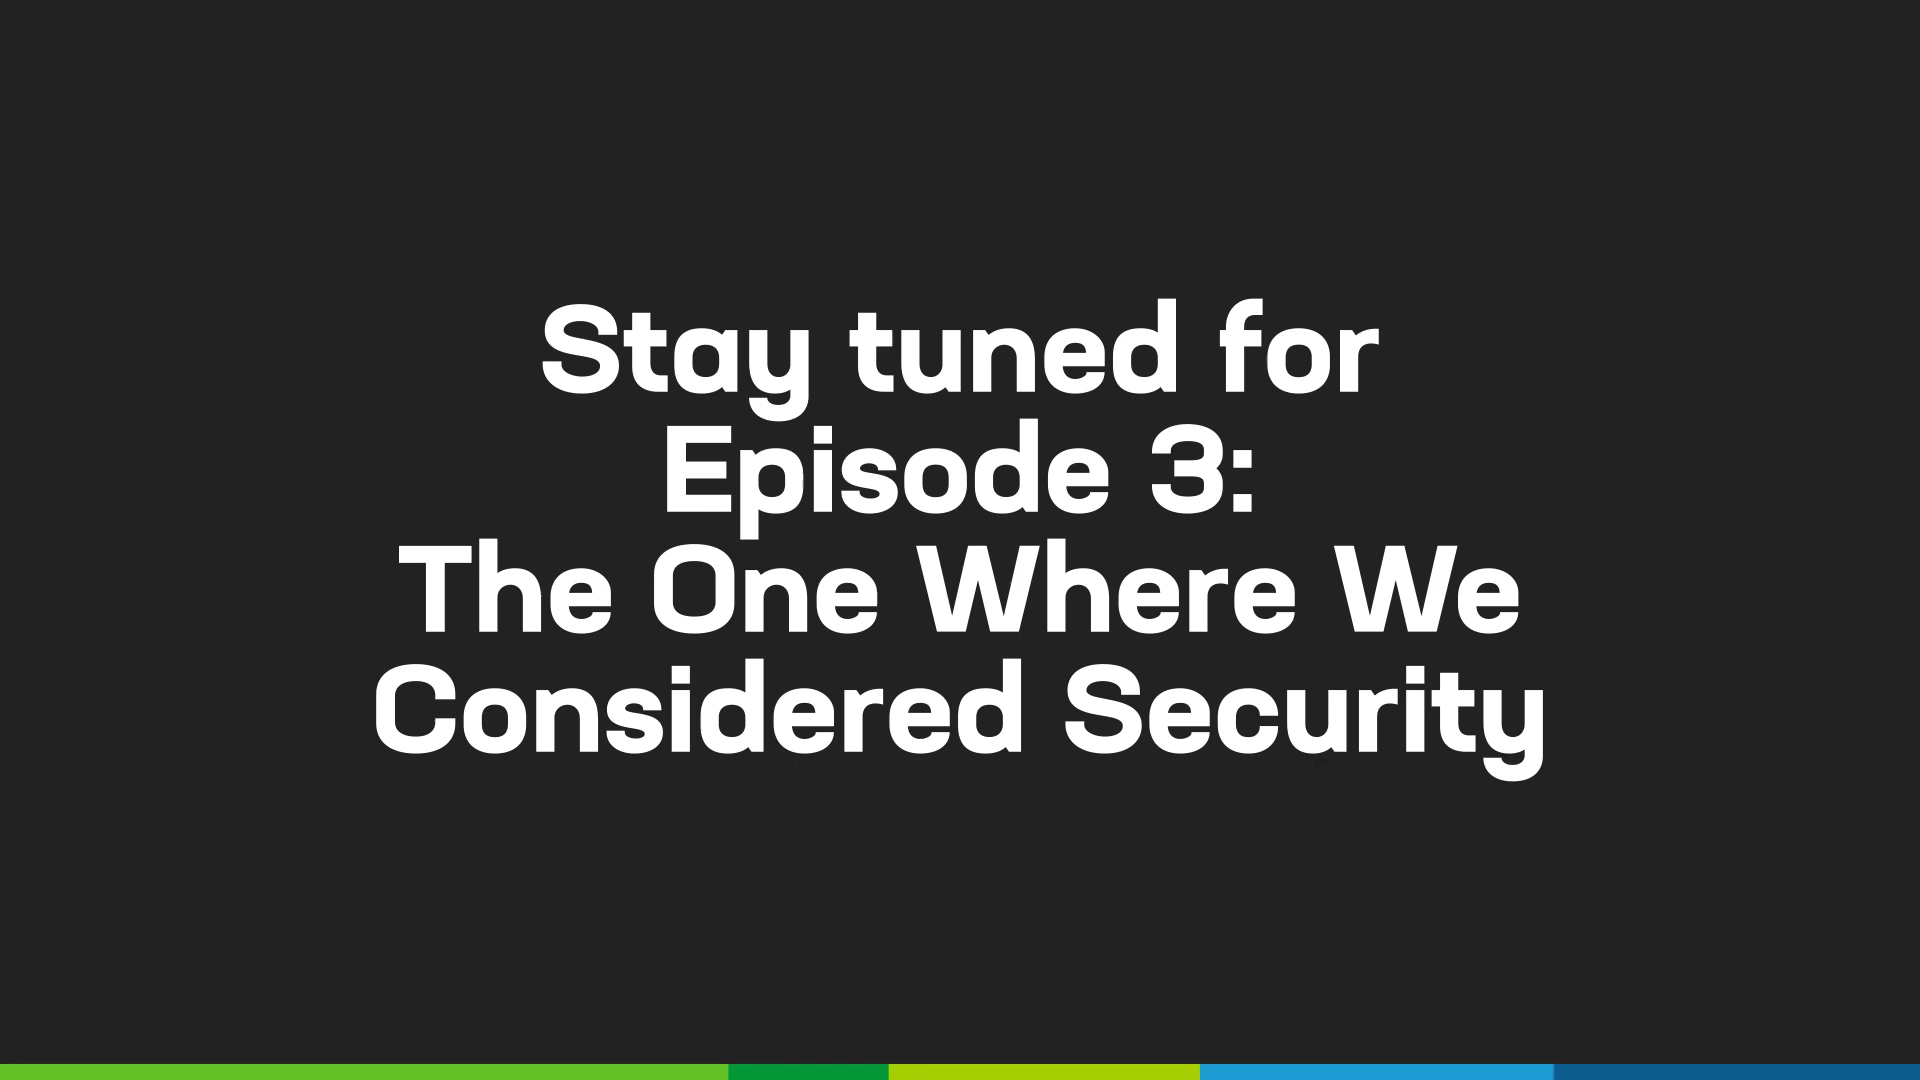 Stay tuned for
Episode 3:
The One Where We
Considered Security